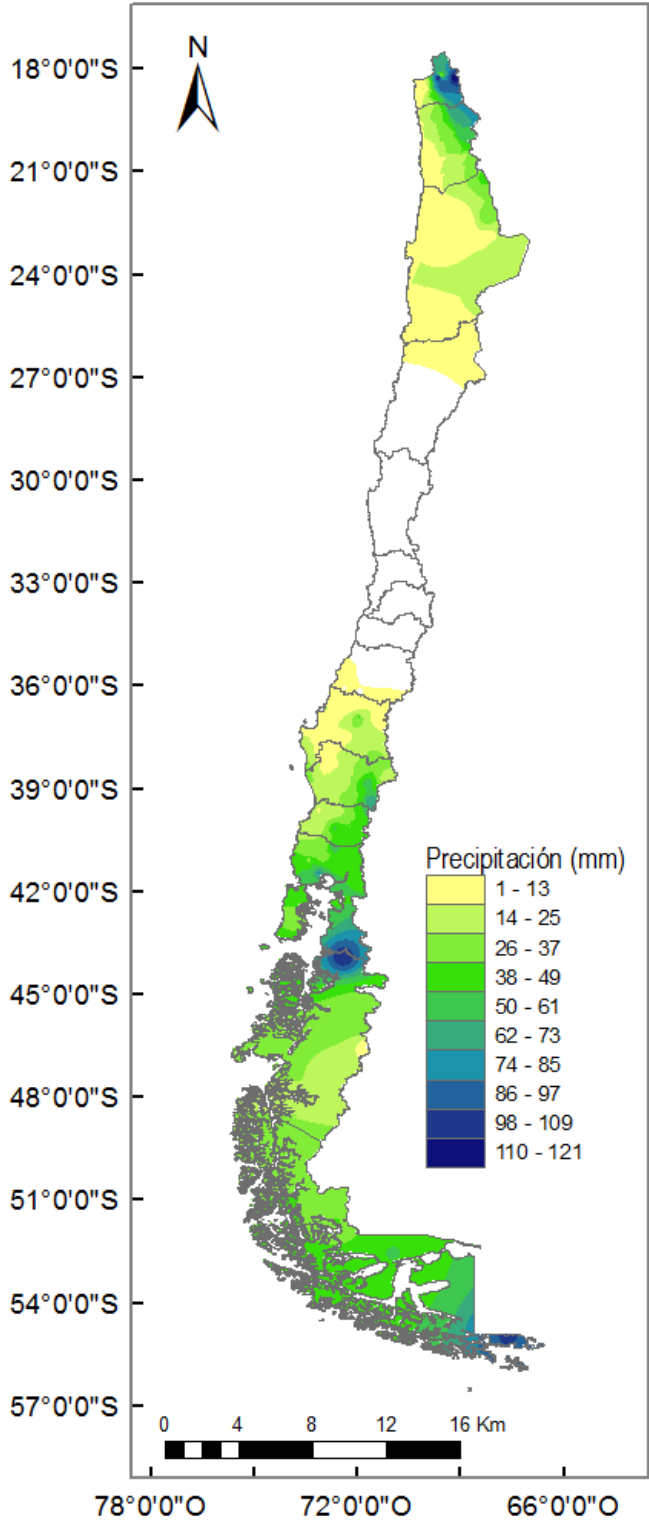 N
18°0'0"S
21°0'0"S
24°0'0"S
27°0'0"S
30°0'0"S
33°0'0"S
36°0'0"S
39°0'0"S
42°0'0"S
45°0'0"S
48°0'0"S
51°0'0"S
54°0'0"S
57°0'0"S
Precipitación (mm)
1 - 13
14 - 25
26 - 37
38 - 49
50 - 61
62 - 73
74 - 85
86 - 97
98 - 109
110 - 121
0 4 8 12 16 Km
78°0'0"O 72°0'0"O 66°0'0"O